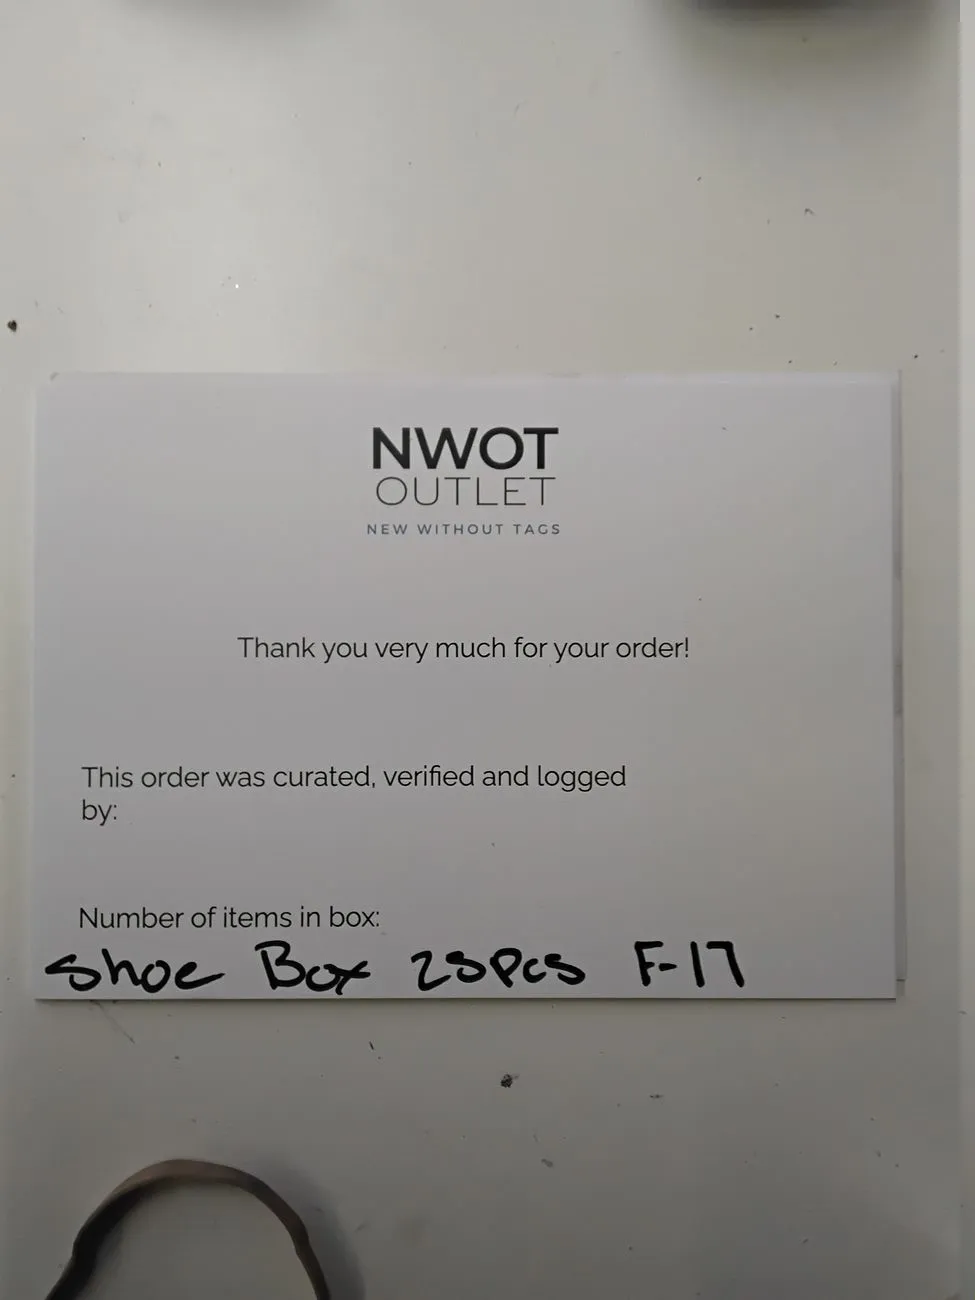 NWOT
OUTLET
NEW WITHOUT TAGS
Thank you very much for your order!
This order was curated, verified and logged
by:
Number of items in box:
Shoe Box 25pcs F-17